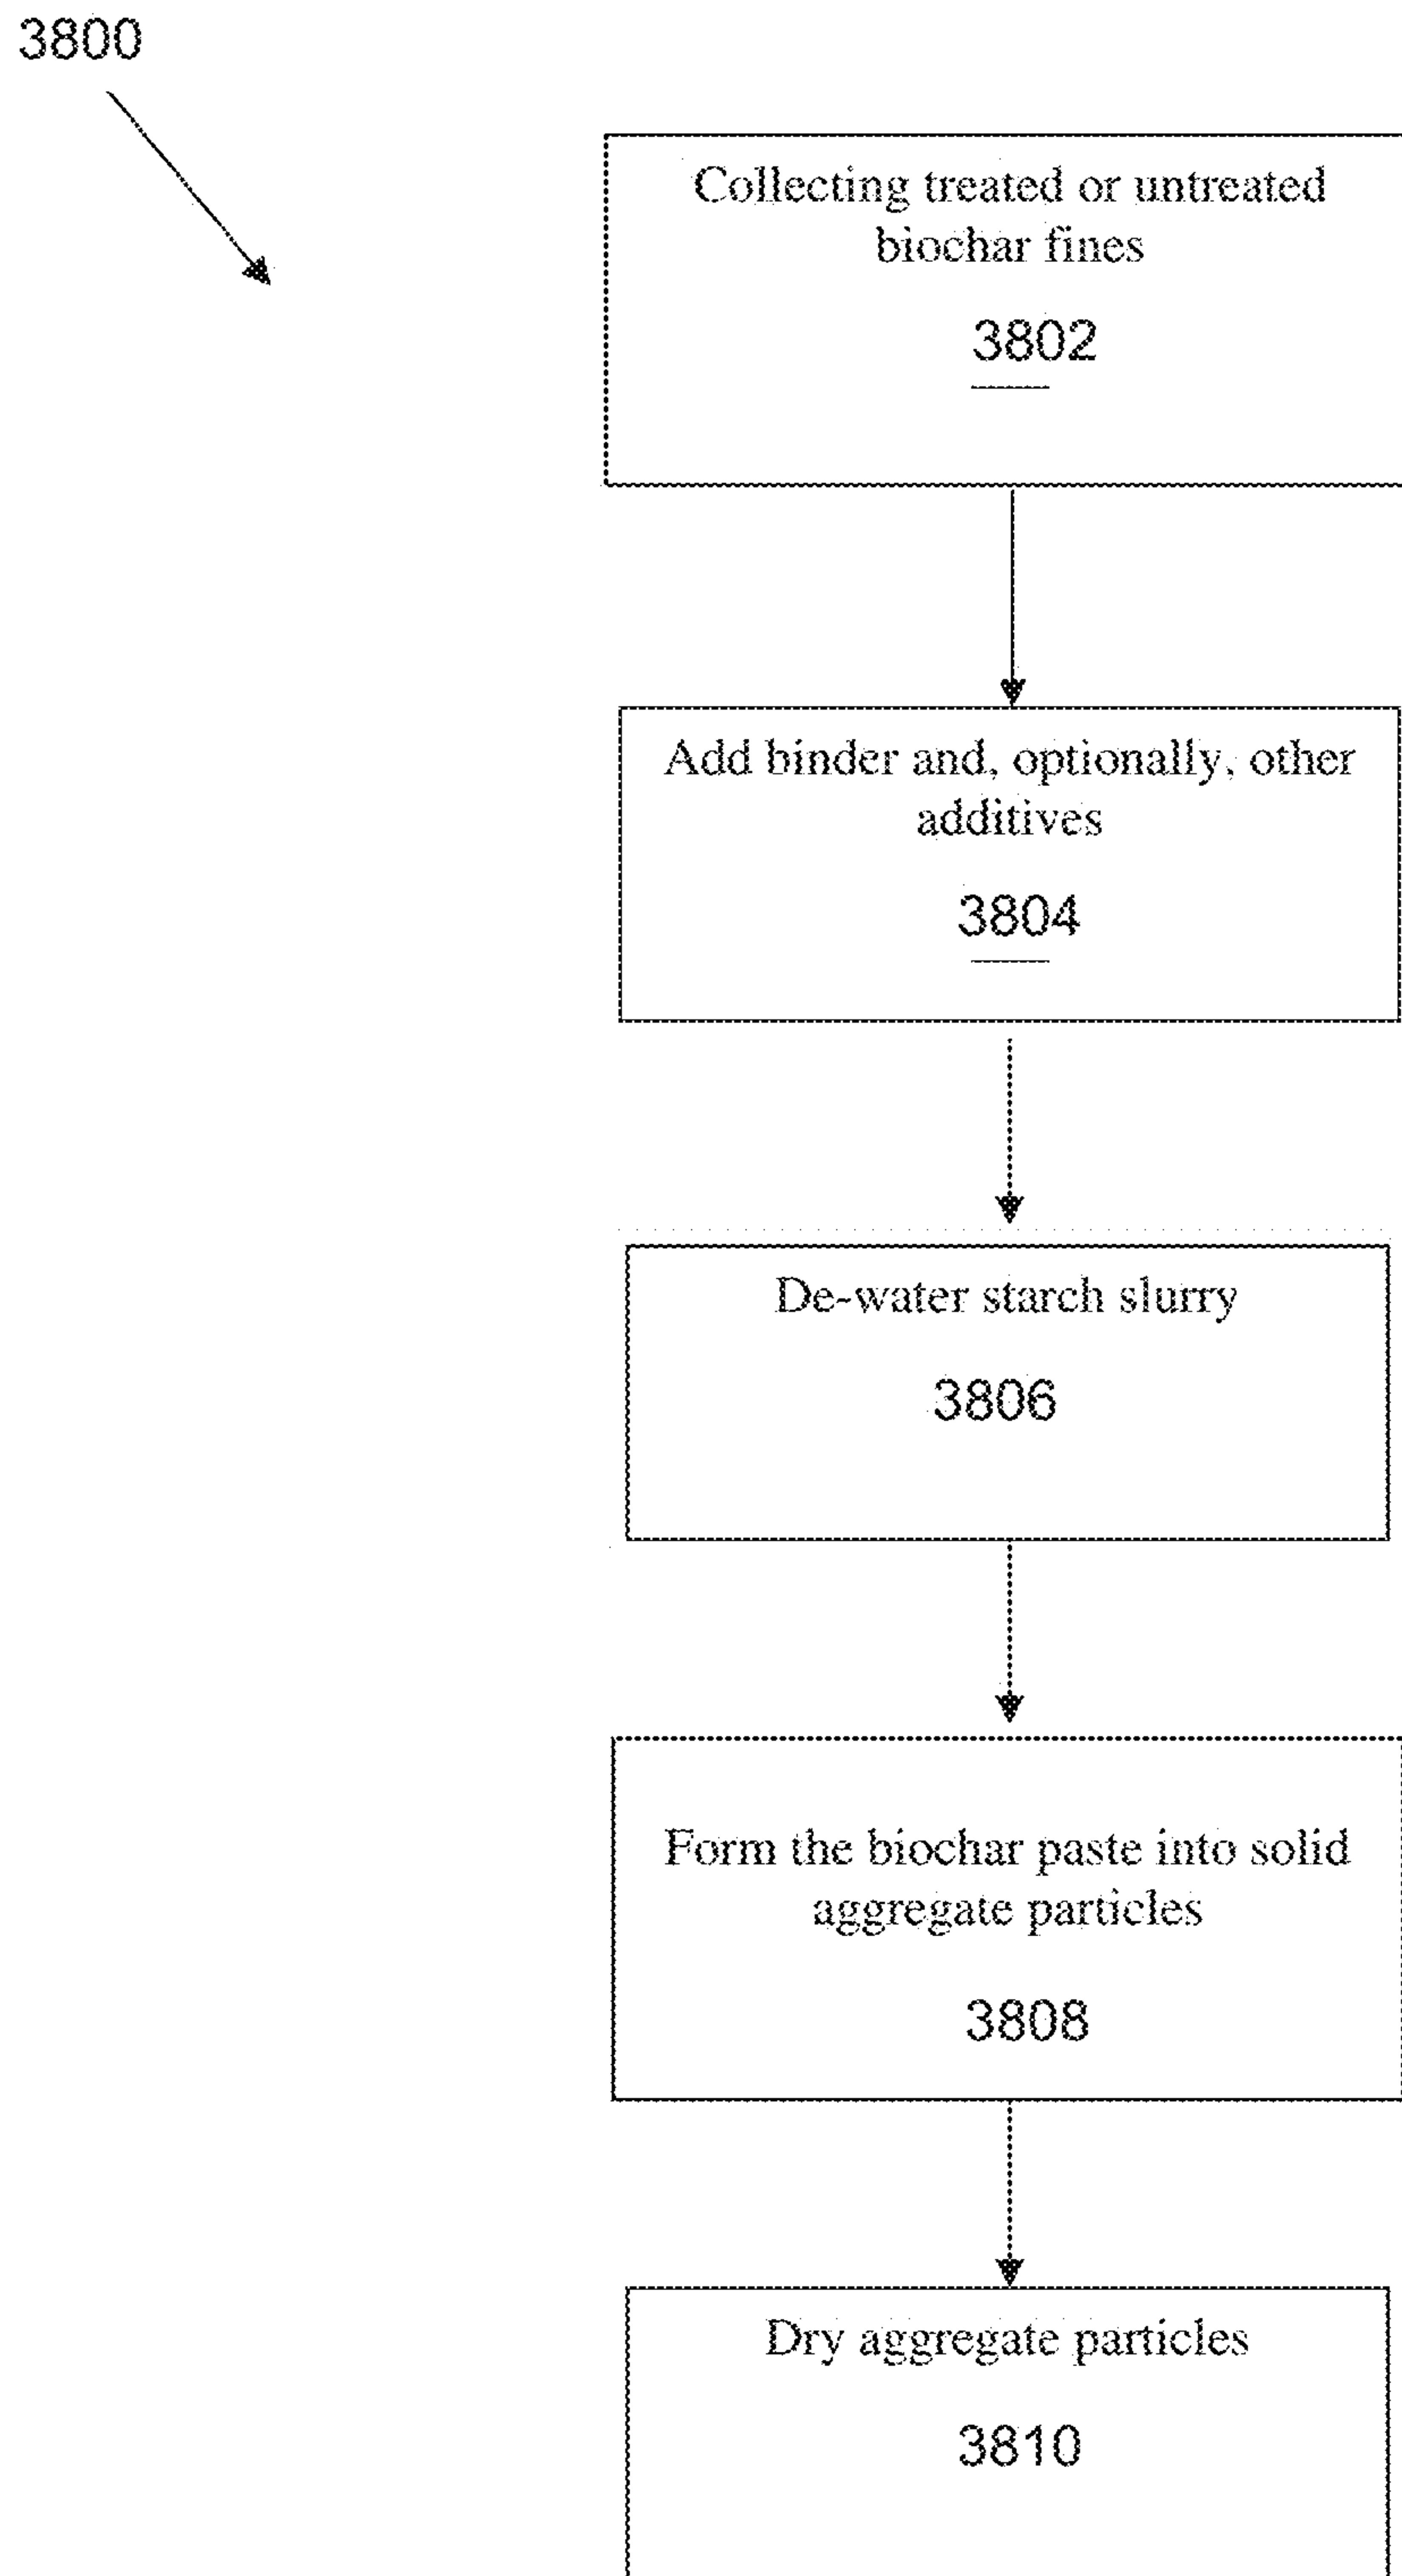 3800
Collecting treated or untreated
biochar fines
3802
Add binder and, optionally, other
additives
3804
De-water starch slurry
3806
Form the biochar paste into solid
aggregate particles
3808
Dry aggregate particles
3810